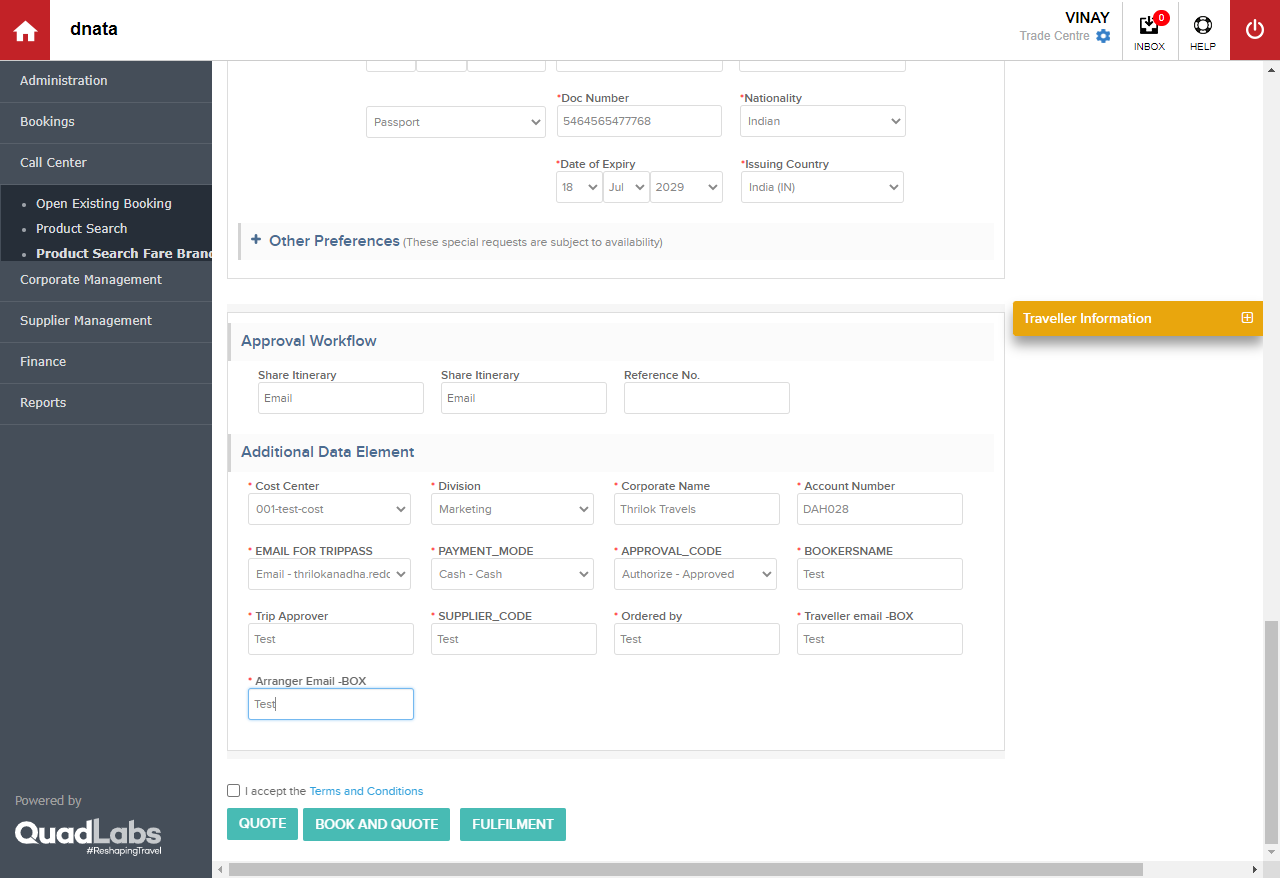 dnata
VINAY
Trade Centre
0
INBOX
HELP
Administration
Bookings
Call Center
Open Existing Booking
Product Search
Product Search Fare Brand
Corporate Management
Supplier Management
Finance
Reports
*Doc Number *Nationality
Passport 5464565477768 Indian
*Date of Expiry *Issuing Country
18 Jul 2029 India (IN)
+ Other Preferences (These special requests are subject to availability)
Traveller Information
Approval Workflow
Share Itinerary Share Itinerary Reference No.
Email Email
Additional Data Element
* Cost Center * Division * Corporate Name * Account Number
001-test-cost Marketing Thrilok Travels DAH028
* EMAIL FOR TRIPPASS * PAYMENT_MODE * APPROVAL_CODE * BOOKERSNAME
Email - thrilokanadha.redd Cash - Cash Authorize - Approved Test
* Trip Approver * SUPPLIER_CODE * Ordered by * Traveller email -BOX
Test Test Test Test
* Arranger Email -BOX
Test
I accept the Terms and Conditions
QUOTE BOOK AND QUOTE FULFILMENT
Powered by
QuadLabs
#ReshapingTravel